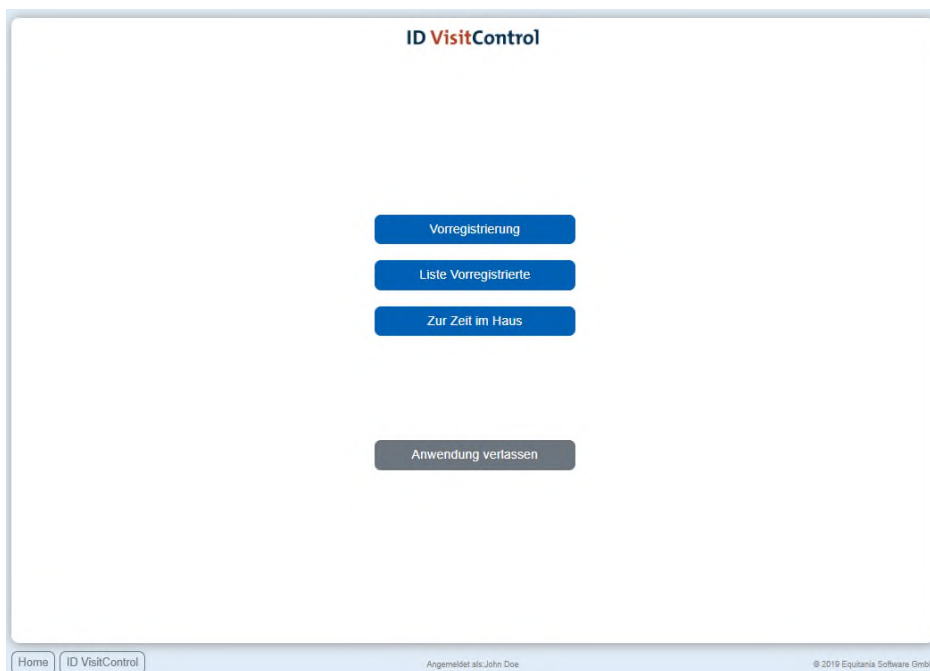 ID VisitControl
Vorregistrierung
Liste Vorregistrierte
Zur Zeit im Haus
Anwendung verlassen
Home ID VisitControl Angemeldet als:John Doe © 2019 Equitania Software GmbH